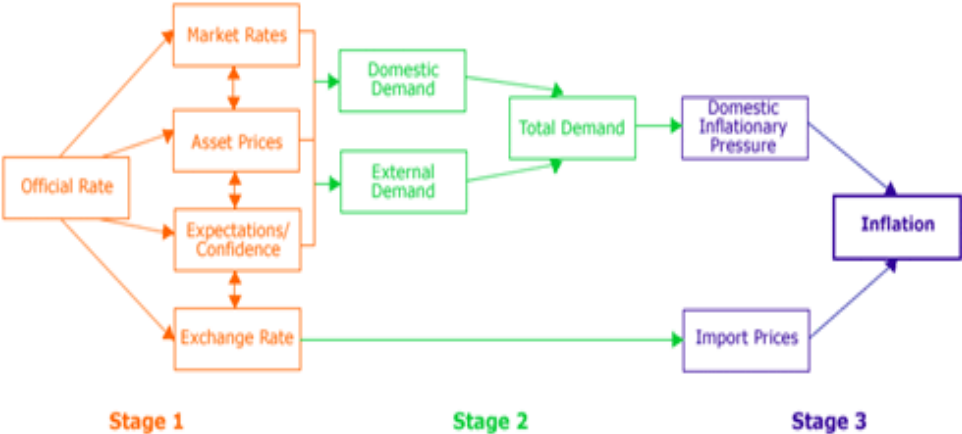 Market Rates
Asset Prices
Official Rate
Expectations/
Confidence
Exchange Rate
Domestic
Demand
External
Demand
Total Demand
Domestic
Inflationary
Pressure
Import Prices
Inflation
Stage 1
Stage 2
Stage 3